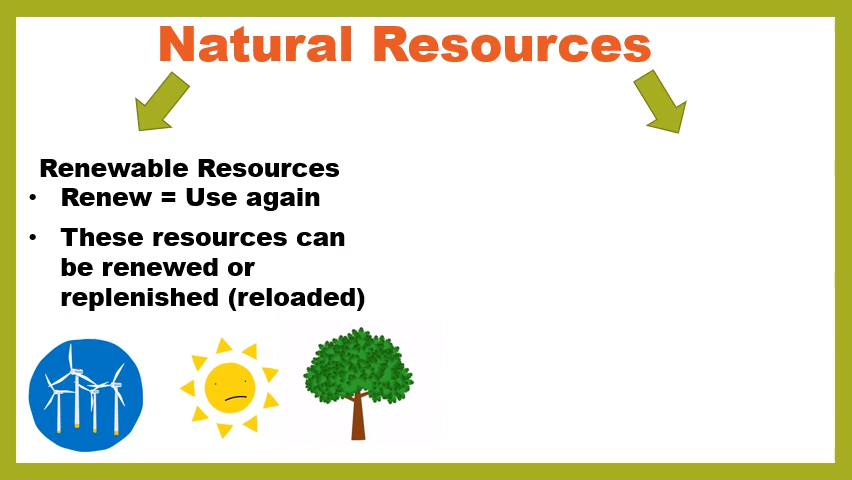 Natural Resources
Renewable Resources
• Renew = Use again
• These resources can
be renewed or
replenished (reloaded)